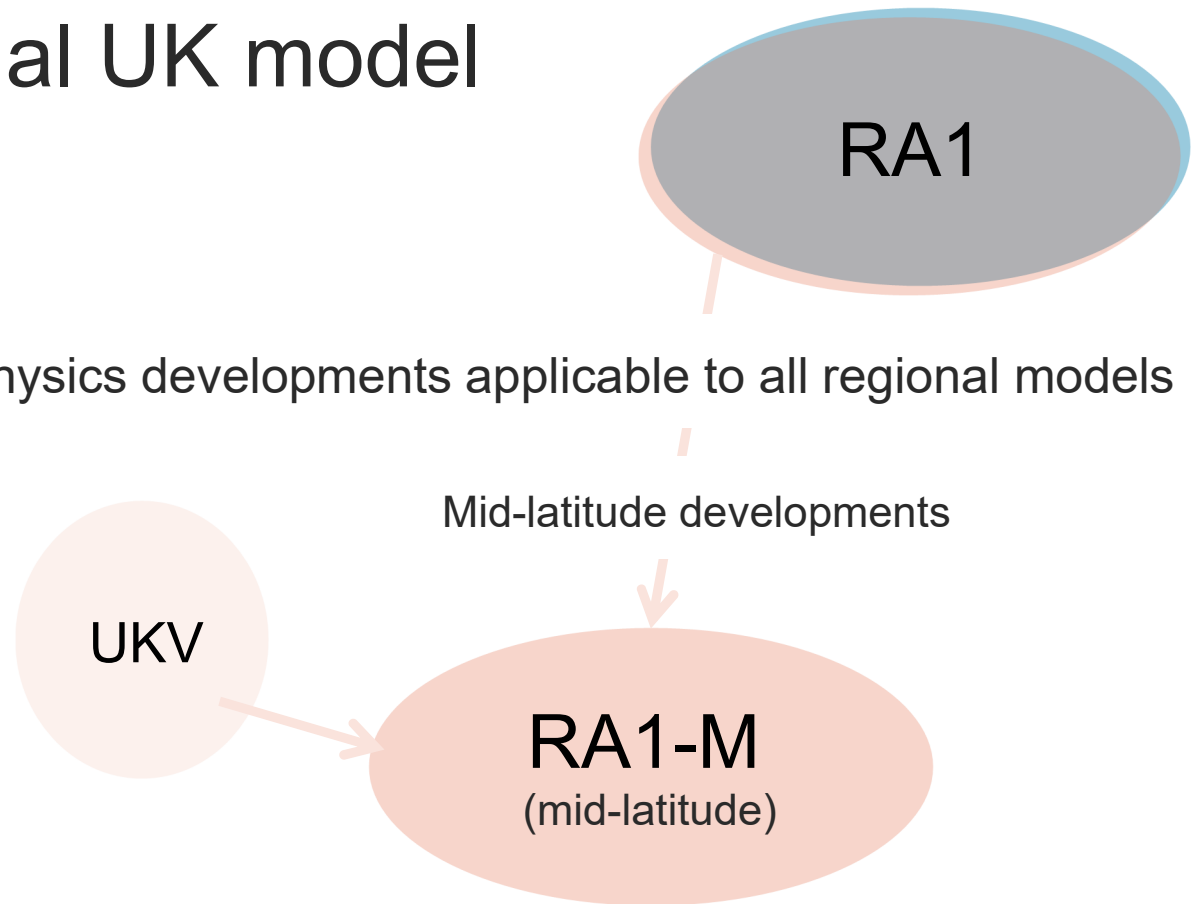 al UK model
RA1
hysics developments applicable to all regional models
Mid-latitude developments
UKV
RA1-M
(mid-latitude)